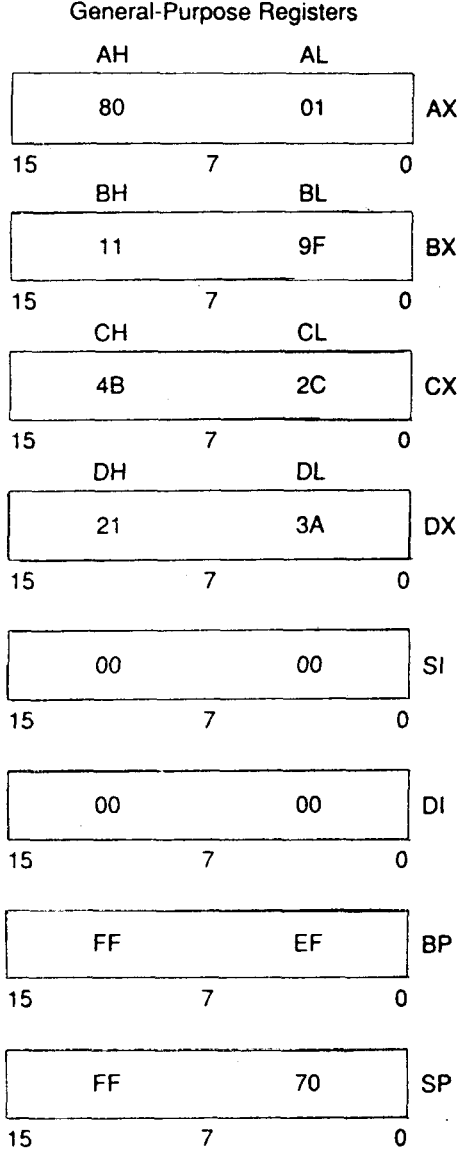 General-Purpose Registers
AH AL
80 01 AX
15 7 0
BH BL
11 9F BX
15 7 0
CH CL
4B 2C CX
15 7 0
DH DL
21 3A DX
15 7 0
00 00 SI
15 7 0
00 00 DI
15 7 0
FF EF BP
15 7 0
FF 70 SP
15 7 0